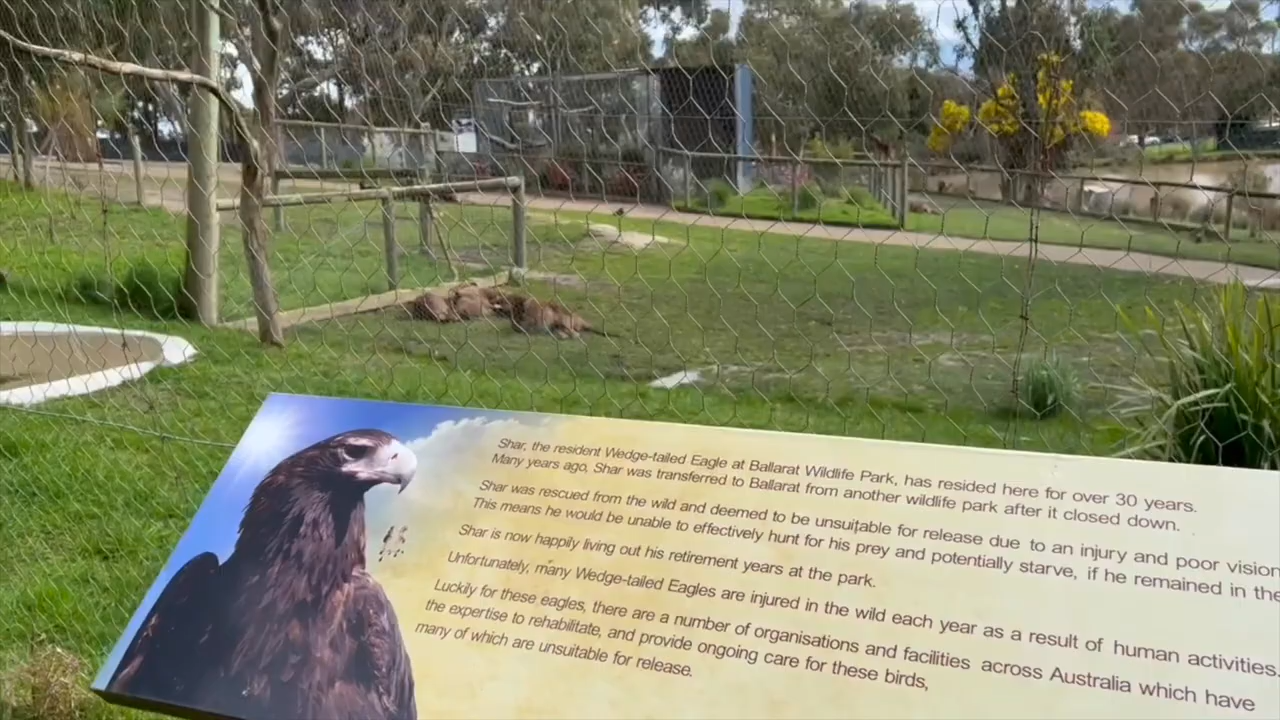 Shar, the resident Wedge-tailed Eagle at Ballarat Wildlife Park, has resided here for over 30 years.
Many years ago, Shar was transferred to Ballarat from another wildlife park after it closed down.
Shar was rescued from the wild and deemed to be unsuitable for release due to an injury and poor vision
This means he would be unable to effectively hunt for his prey and potentially starve, if he remained in the
Shar is now happily living out his retirement years at the park.
Unfortunately, many Wedge-tailed Eagles are injured in the wild each year as a result of human activities.
Luckily for these eagles, there are a number of organisations and facilities across Australia which have
the expertise to rehabilitate, and provide ongoing care for these birds,
many of which are unsuitable for release.